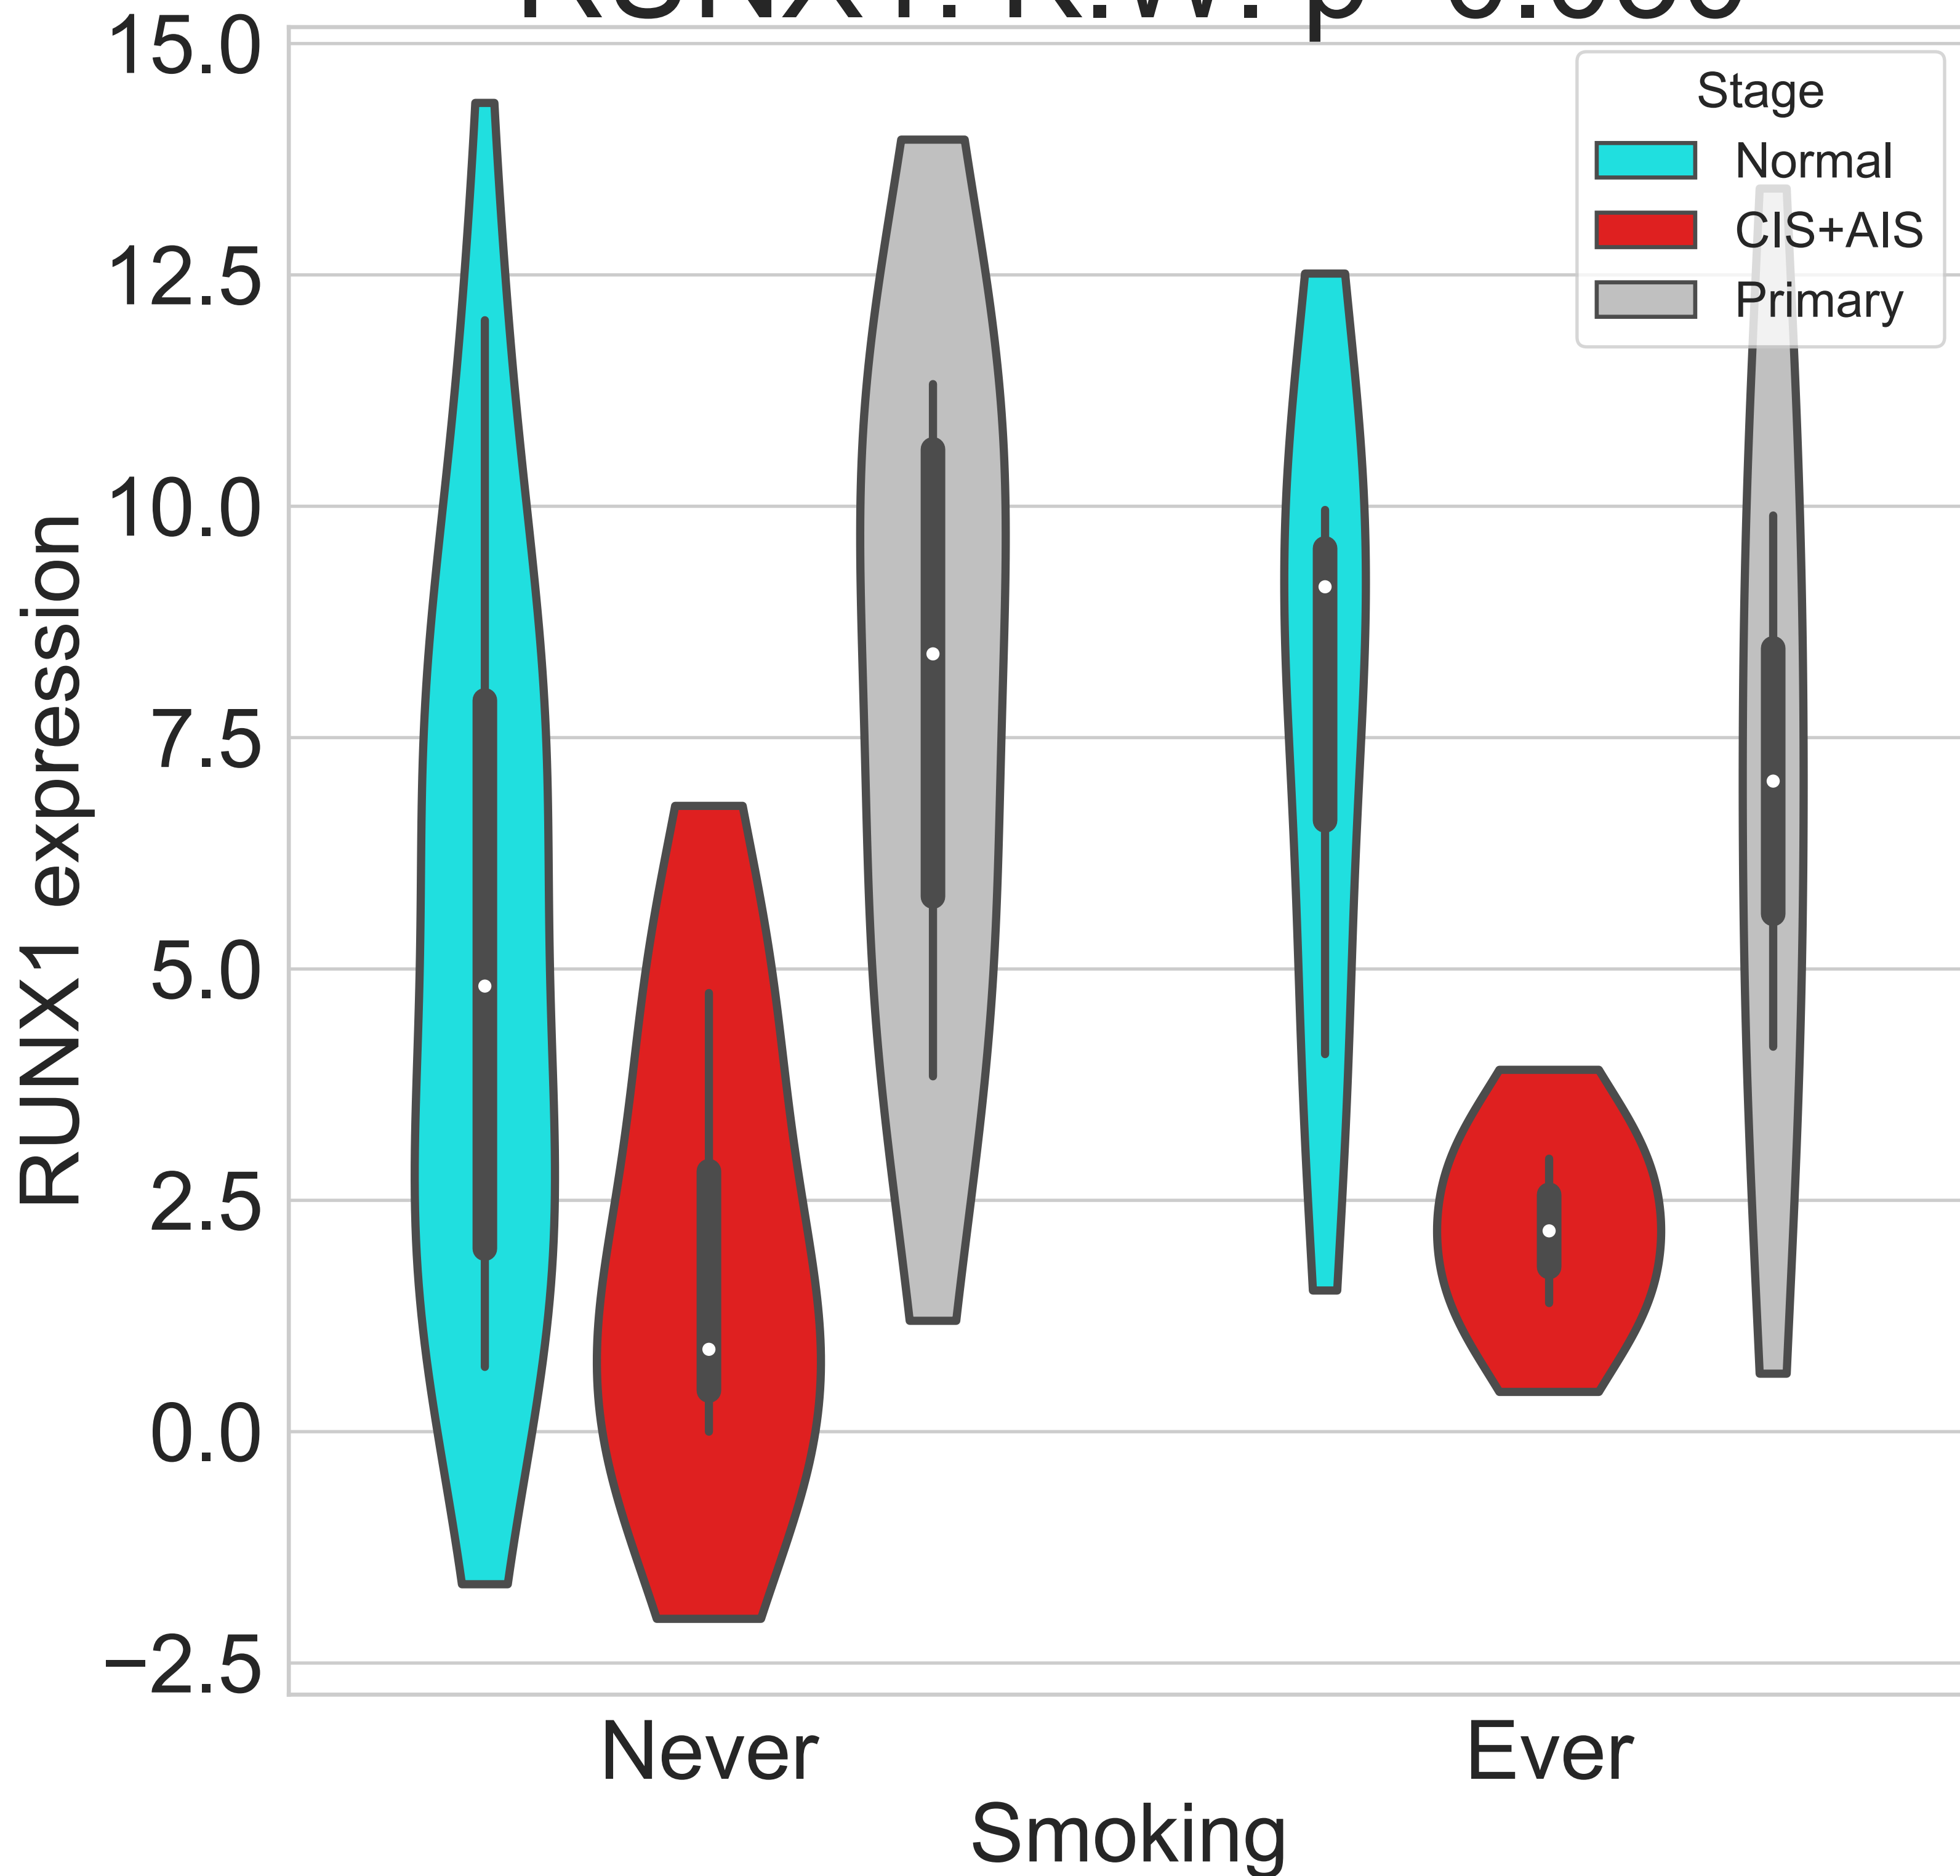 15.0
12.5
10.0
7.5
5.0
2.5
0.0
−2.5
RUNX1 expression
Stage
Normal
CIS+AIS
Primary
Never
Ever
Smoking